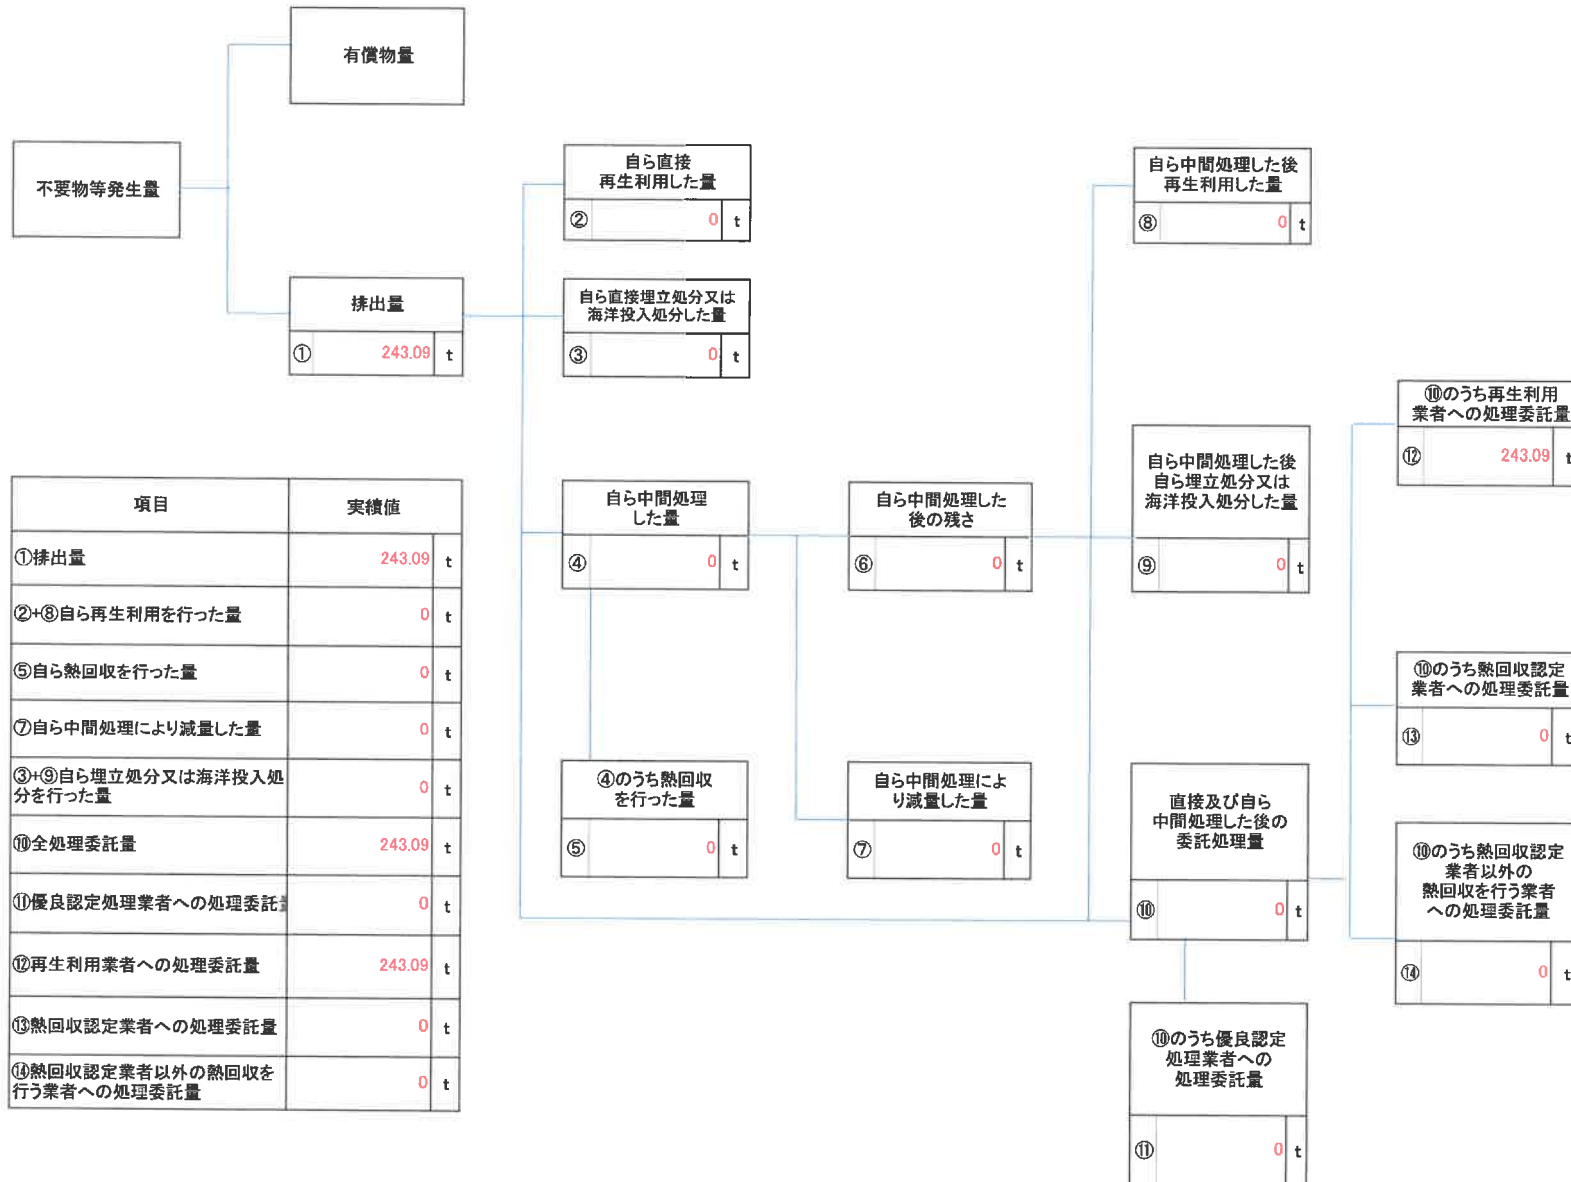 有償物量
不要物等発生量
排出量
① 243.09 t
自ら直接
再生利用した量
② 0 t
自ら直接埋立処分又は
海洋投入処分した量
③ 0 t
自ら中間処理
した量
④ 0 t
④のうち熱回収
を行った量
⑤ 0 t
自ら中間処理した
後の残さ
⑥ 0 t
自ら中間処理によ
り減量した量
⑦ 0 t
自ら中間処理した後
再生利用した量
⑧ 0 t
自ら中間処理した後
自ら埋立処分又は
海洋投入処分した量
⑨ 0 t
直接及び自ら
中間処理した後の
委託処理量
⑩ 0 t
⑩のうち優良認定
処理業者への
処理委託量
⑪ 0 t
⑩のうち再生利用
業者への処理委託量
⑫ 243.09 t
⑩のうち熱回収認定
業者への処理委託量
⑬ 0 t
⑩のうち熱回収認定
業者以外の
熱回収を行う業者
への処理委託量
⑭ 0 t
項目 実績値
①排出量 243.09 t
②+⑧自ら再生利用を行った量 0 t
⑤自ら熱回収を行った量 0 t
⑦自ら中間処理により減量した量 0 t
③+⑨自ら埋立処分又は海洋投入処
分を行った量 0 t
⑩全処理委託量 243.09 t
⑪優良認定処理業者への処理委託 0 t
⑫再生利用業者への処理委託量 243.09 t
⑬熱回収認定業者への処理委託量 0 t
⑭熱回収認定業者以外の熱回収を
行う業者への処理委託量 0 t